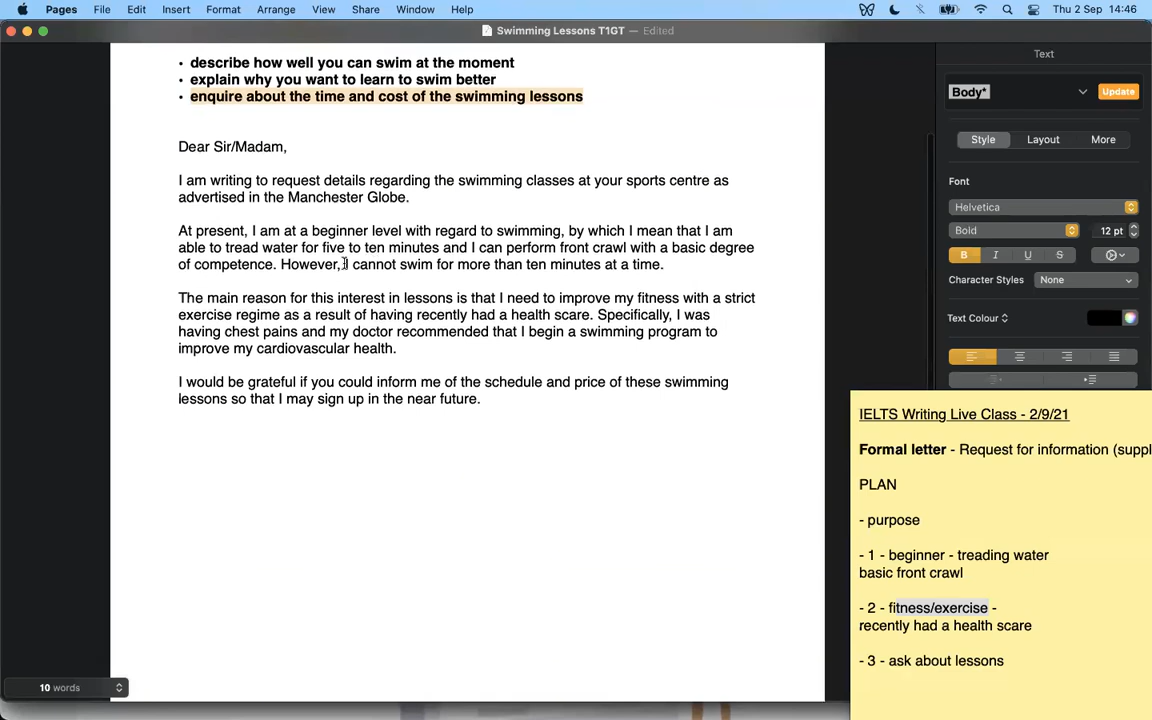 Pages File Edit Insert Format Arrange View Share Window Help Thu 2 Sep 14:46
Swimming Lessons T1GT — Edited
• describe how well you can swim at the moment
• explain why you want to learn to swim better
• enquire about the time and cost of the swimming lessons
Dear Sir/Madam,
I am writing to request details regarding the swimming classes at your sports centre as
advertised in the Manchester Globe.
At present, I am at a beginner level with regard to swimming, by which I mean that I am
able to tread water for five to ten minutes and I can perform front crawl with a basic degree
of competence. However, I cannot swim for more than ten minutes at a time.
The main reason for this interest in lessons is that I need to improve my fitness with a strict
exercise regime as a result of having recently had a health scare. Specifically, I was
having chest pains and my doctor recommended that I begin a swimming program to
improve my cardiovascular health.
I would be grateful if you could inform me of the schedule and price of these swimming
lessons so that I may sign up in the near future.
10 words
Text
Body* Update
Style Layout More
Font
Helvetica
Bold 12 pt
B I U S
Character Styles None
Text Colour
IELTS Writing Live Class - 2/9/21
Formal letter - Request for information (suppl
PLAN
- purpose
- 1 - beginner - treading water
basic front crawl
- 2 - fitness/exercise -
recently had a health scare
- 3 - ask about lessons